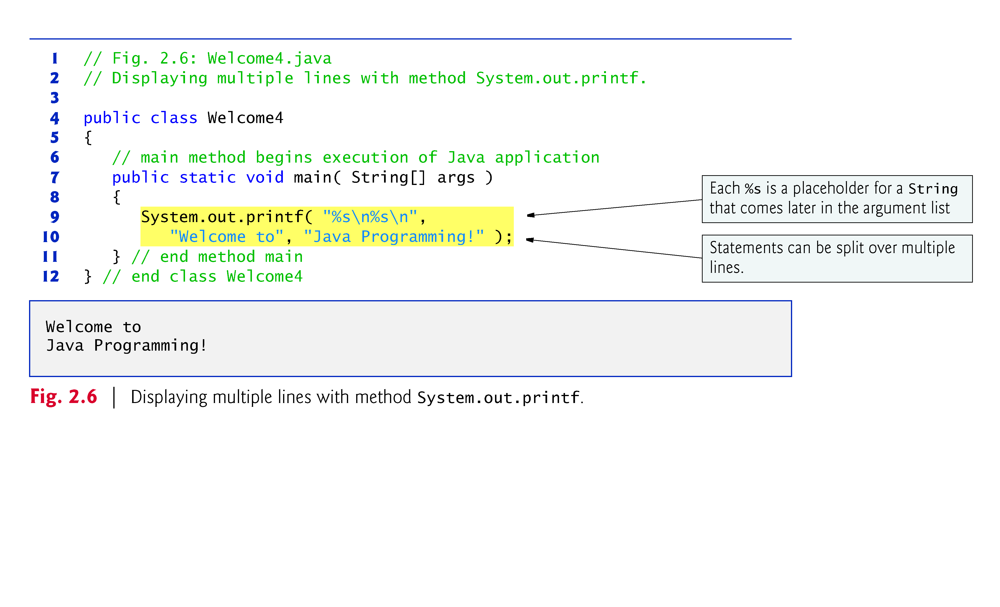 1 // Fig. 2.6: Welcome4.java
2 // Displaying multiple lines with method System.out.printf.
3
4 public class Welcome4
5 {
6 // main method begins execution of Java application
7 public static void main( String[] args )
8 {
9 System.out.printf( "%s\n%s\n",
10 "Welcome to", "Java Programming!" );
11 } // end method main
12 } // end class Welcome4
Each %s is a placeholder for a String
that comes later in the argument list
Statements can be split over multiple
lines.
Welcome to
Java Programming!
Fig. 2.6 | Displaying multiple lines with method System.out.printf.